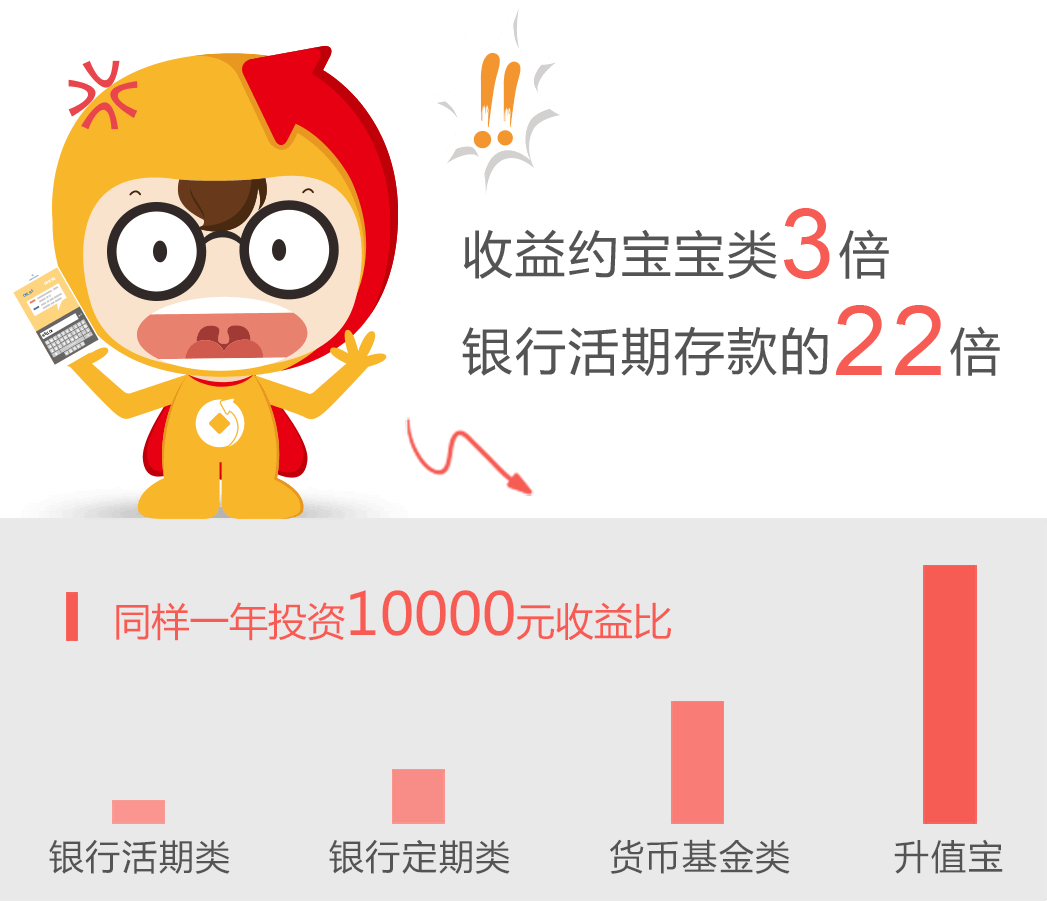 收益约宝宝类3倍
银行活期存款的22倍
同样一年投资10000元收益比
银行活期类
银行定期类
货币基金类
升值宝